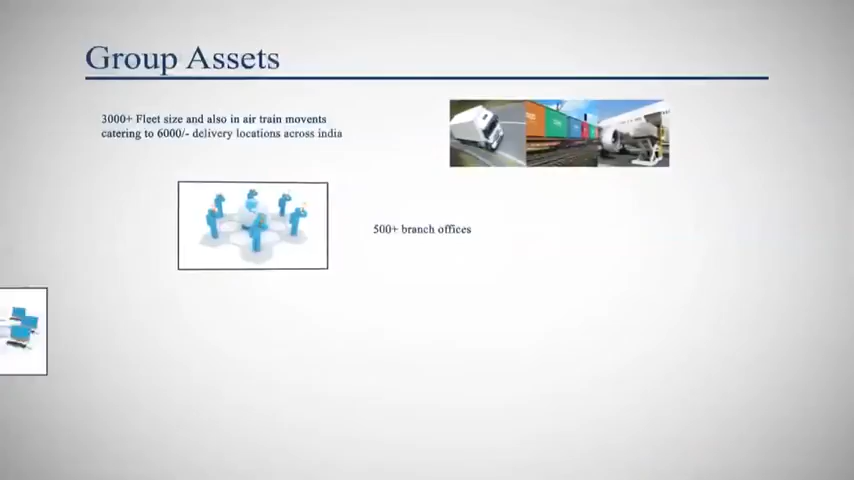 Group Assets
3000+ Fleet size and also in air train movents
catering to 6000/- delivery locations across india
500+ branch offices